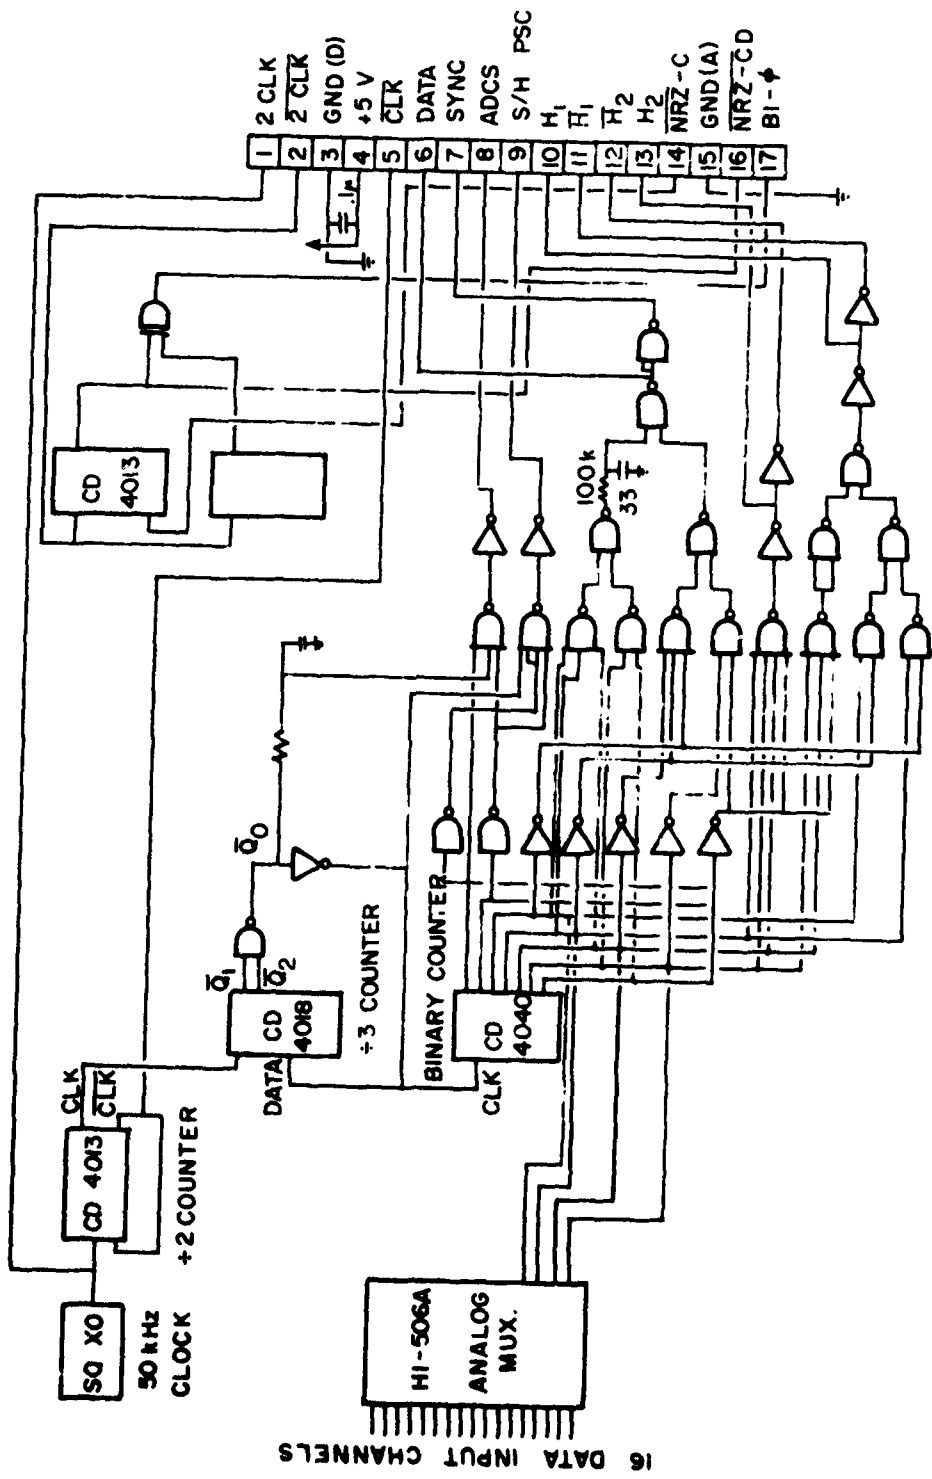 2 CLK
2 CLK
GND (D)
+5 V
CLK
DATA
SYNC
ADCS
S/H PSC
H1
H1
H2
H2
NRZ-C
GND (A)
NRZ-CD
BI-ϕ
1
2
3
4
5
6
7
8
9
10
11
12
13
14
15
16
17
.1μ
CD
4013
100k
33
Q0
Q1
Q2
CD
4018
DATA
÷3 COUNTER
BINARY COUNTER
CD
4040
CLK
CLK
CLK
CD 4013
÷2 COUNTER
SQ XO
50 kHz
CLOCK
HI-506A
ANALOG
MUX.
16 DATA INPUT CHANNELS